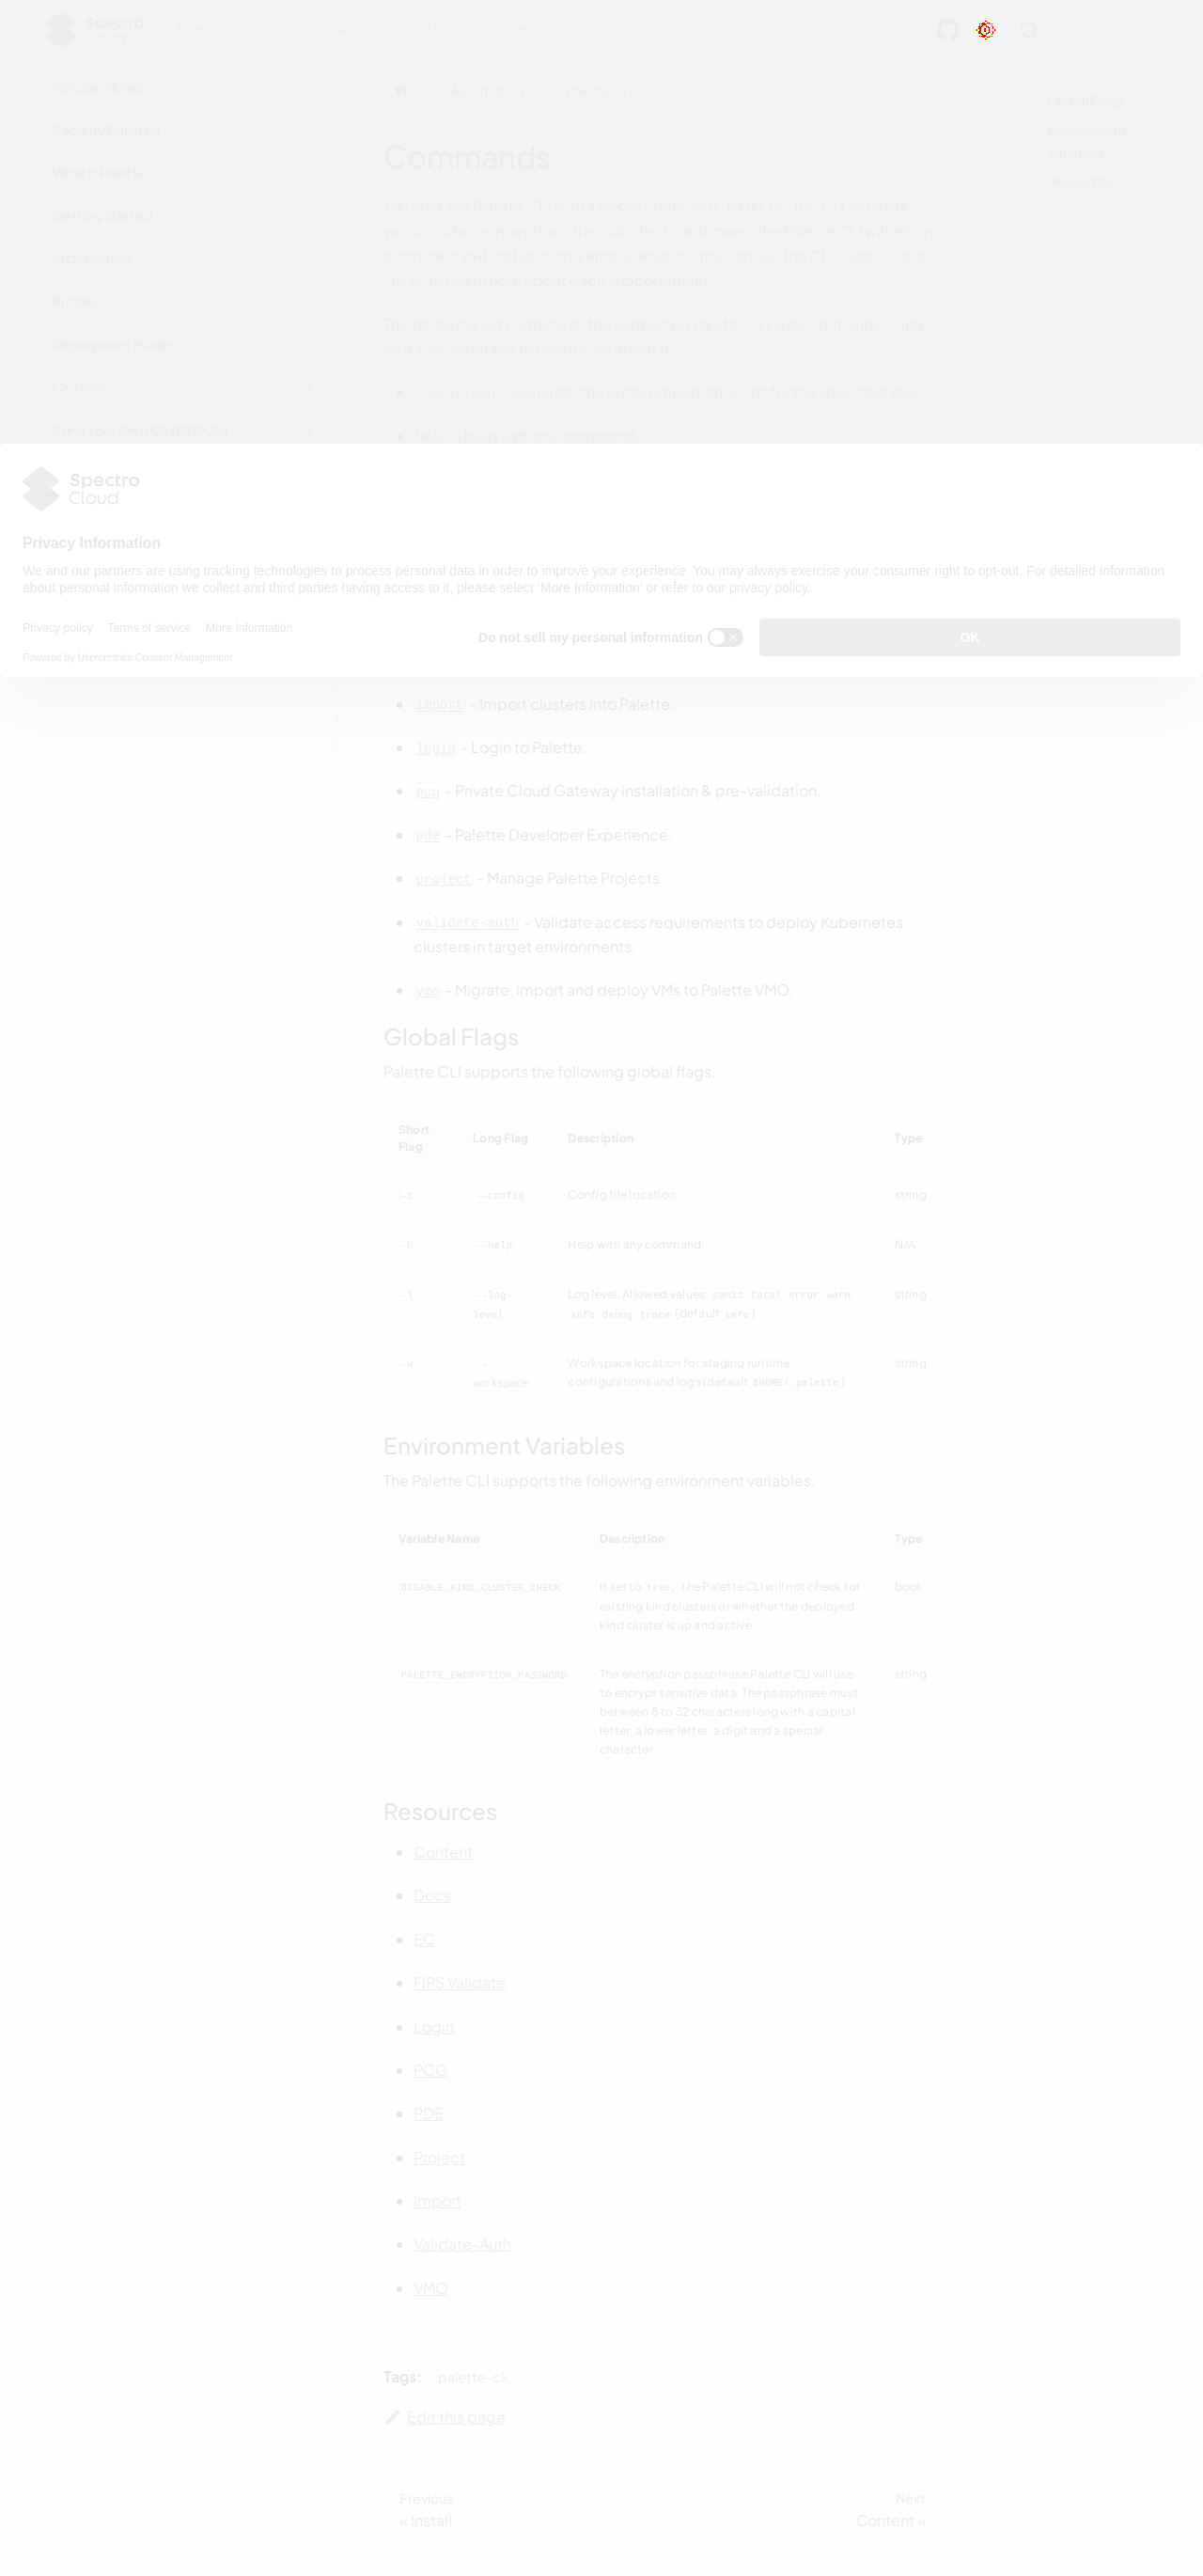 Spectro
Cloud
Docs
Tutorials
Downloads
API
latest
Search
Release Notes
Security Bulletins
What is Palette?
Getting Started
Architecture
Profiles
Deployment Modes
Clusters
Bring Your Own OS (BYOOS)
Automation
Palette CLI
Commands
Global Flags
Environment
Variables
Resources
Commands
You start the Palette CLI with a single command, palette. The CLI accepts
various subcommands such as pde, help, and more. The Palette CLI will return
a non-zero exit status during error scenarios. You can use the CLI flags -h and
-help to learn more about each subcommand.
The following list contains all the supported Palette CLI subcommands. Click
on a subcommand to learn more about it.
completion - Generate the autocompletion script for the specified shell.
help - Help with any command.
Spectro
Cloud
Privacy Information
We and our partners are using tracking technologies to process personal data in order to improve your experience. You may always exercise your consumer right to opt-out. For detailed information
about personal information we collect and third parties having access to it, please select 'More Information' or refer to our privacy policy.
Privacy policy Terms of service More Information
Powered by Usercentrics Consent Management
Do not sell my personal information
OK
import - Import clusters into Palette.
login - Login to Palette.
pcg - Private Cloud Gateway installation & pre-validation.
pde - Palette Developer Experience.
project - Manage Palette Projects.
validate-auth - Validate access requirements to deploy Kubernetes
clusters in target environments.
vmo - Migrate, import and deploy VMs to Palette VMO.
Global Flags
Palette CLI supports the following global flags.
Short
Flag
Long Flag Description Type
-c --config Config file location. string
-h --help Help with any command. N/A
-l --log- Log level. Allowed values: panic fatal error warn string
level info debug trace (default info)
-w -- Workspace location for staging runtime string
workspace configurations and logs (default $HOME/.palette)
Environment Variables
The Palette CLI supports the following environment variables.
Variable Name Description Type
DISABLE_KIND_CLUSTER_CHECK If set to true, the Palette CLI will not check for bool
existing kind clusters or whether the deployed
kind cluster is up and active.
PALETTE_ENCRYPTION_PASSWORD The encryption passphrase Palette CLI will use string
to encrypt sensitive data. The passphrase must
between 8 to 32 characters long with a capital
letter, a lower letter, a digit and a special
character.
Resources
Content
Docs
EC
FIPS Validate
Login
PCG
PDE
Project
Import
Validate-Auth
VMO
Tags: palette-cli
Edit this page
Previous
« Install
Next
Content »